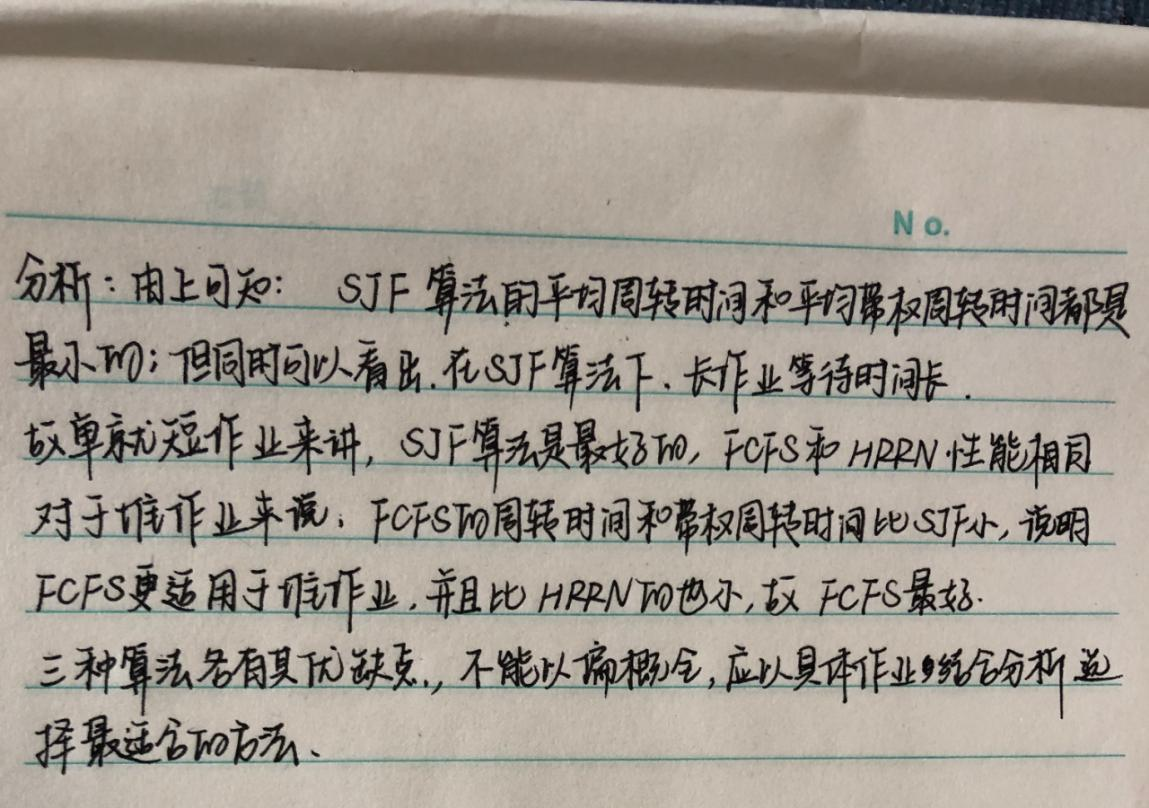 No.
分析：由上可知： SJF 算法的平均周转时间和平均带权周转时间都是
最小的；但同时可以看出，在SJF算法下，长作业等待时间长．
故单就短作业来讲，SJF算法是最好的，FCFS和HRRN性能相同
对于作业来说，FCFS的周转时间和带权周转时间比SJF小，说明
FCFS更适用于作业，并且比HRRN的也小，故 FCFS最好．
三种算法各有其优缺点，，不能以偏概全，应以具体作业结合分析选
择最适合的方法、